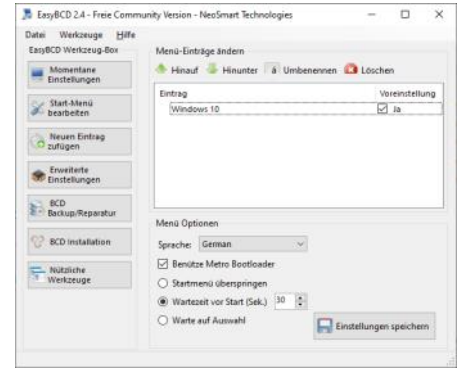 EasyBCD 2.4 - Freie Community Version - NeoSmart Technologies
Datei Werkzeuge Hilfe
EasyBCD Werkzeug-Box
Momentane
Einstellungen
Start-Menü
bearbeiten
Neuen Eintrag
zufügen
Erweiterte
Einstellungen
BCD
Backup/Reparatur
BCD Installation
Nützliche
Werkzeuge
Menü-Einträge ändern
Hinauf Hinunter a Umbenennen Löschen
Eintrag Voreinstellung
Windows 10 Ja
Menü Optionen
Sprache: German
Benütze Metro Bootloader
Startmenü überspringen
Wartezeit vor Start (Sek.) 30
Warte auf Auswahl
Einstellungen speichern